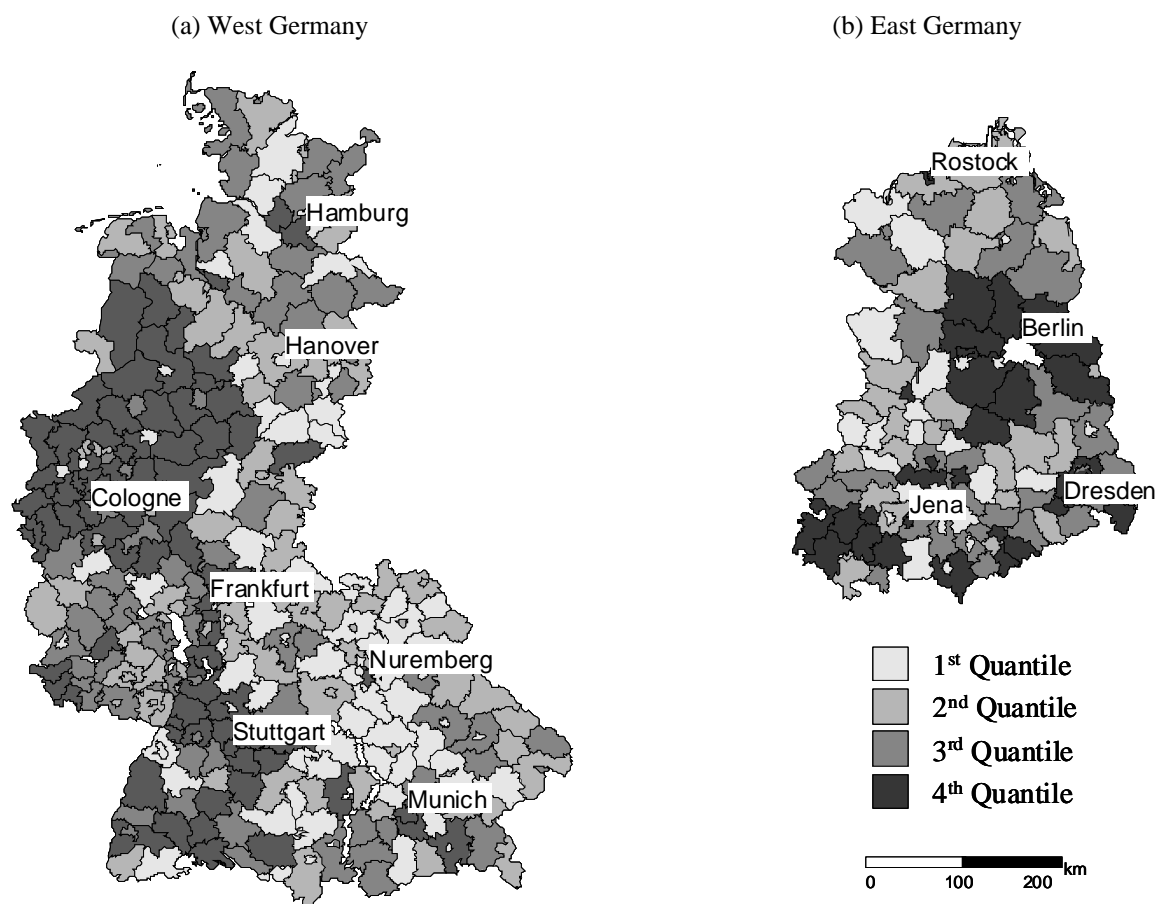 (a) West Germany
(b) East Germany
Rostock
Hamburg
Berlin
Hanover
Cologne
Dresden
Jena
Frankfurt
Nuremberg
Stuttgart
Munich
1st Quantile
2nd Quantile
3rd Quantile
4th Quantile
km
0 100 200